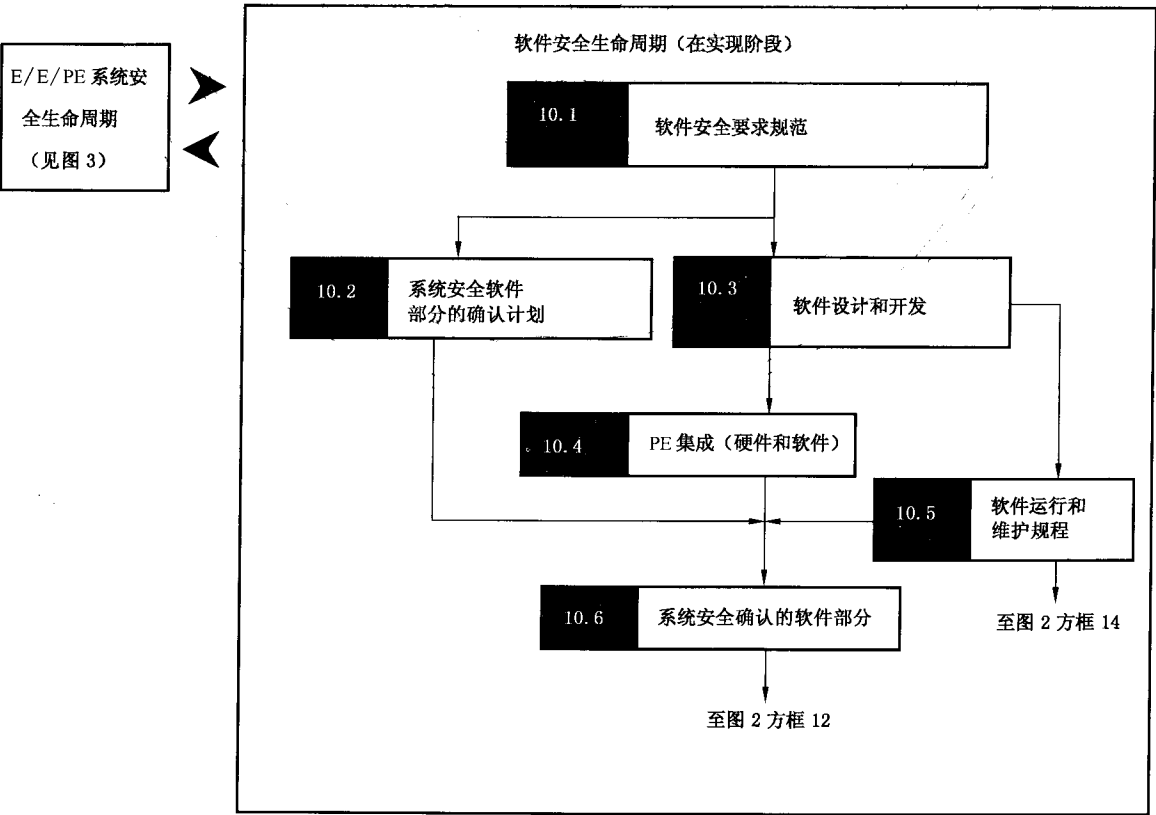 软件安全生命周期（在实现阶段）
E/E/PE 系统安
全生命周期
（见图 3）
10.1
软件安全要求规范
10.2
系统安全软件
部分的确认计划
10.3
软件设计和开发
10.4
PE 集成（硬件和软件）
10.5
软件运行和
维护规程
10.6
系统安全确认的软件部分
至图 2 方框 14
至图 2 方框 12